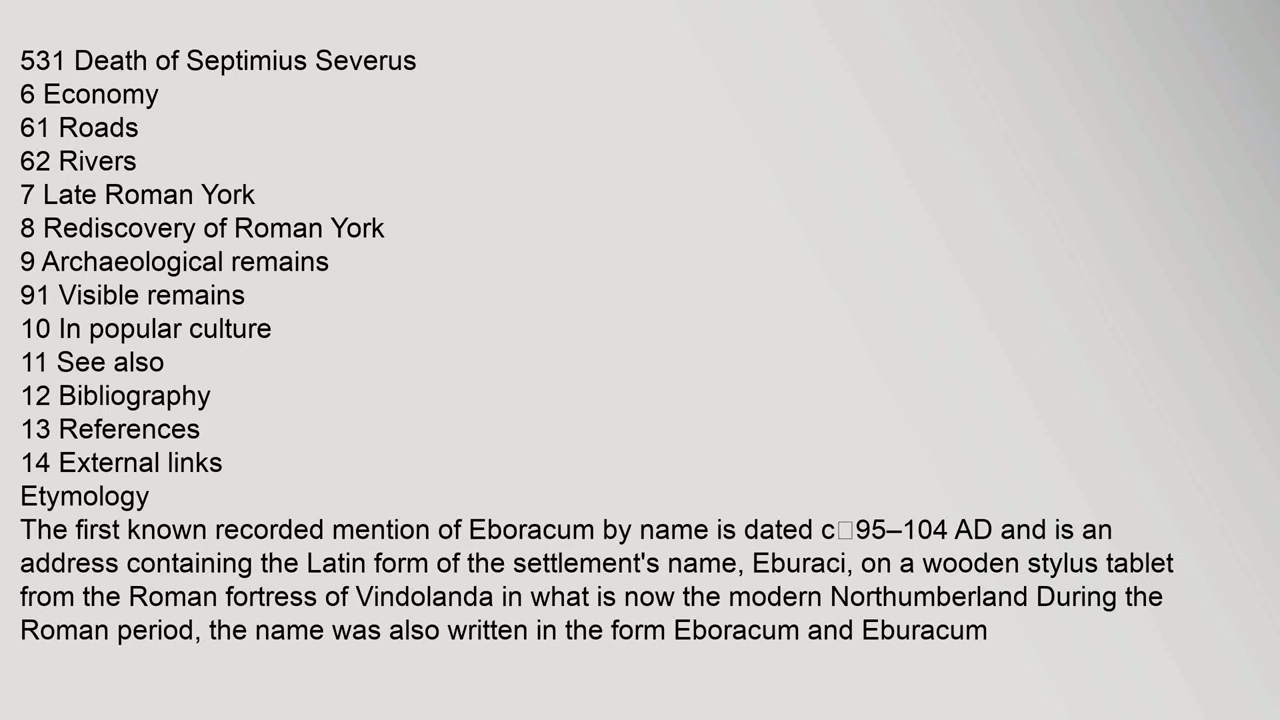 531 Death of Septimius Severus
6 Economy
61 Roads
62 Rivers
7 Late Roman York
8 Rediscovery of Roman York
9 Archaeological remains
91 Visible remains
10 In popular culture
11 See also
12 Bibliography
13 References
14 External links
Etymology
The first known recorded mention of Eboracum by name is dated c□95–104 AD and is an
address containing the Latin form of the settlement's name, Eburaci, on a wooden stylus tablet
from the Roman fortress of Vindolanda in what is now the modern Northumberland During the
Roman period, the name was also written in the form Eboracum and Eburacum